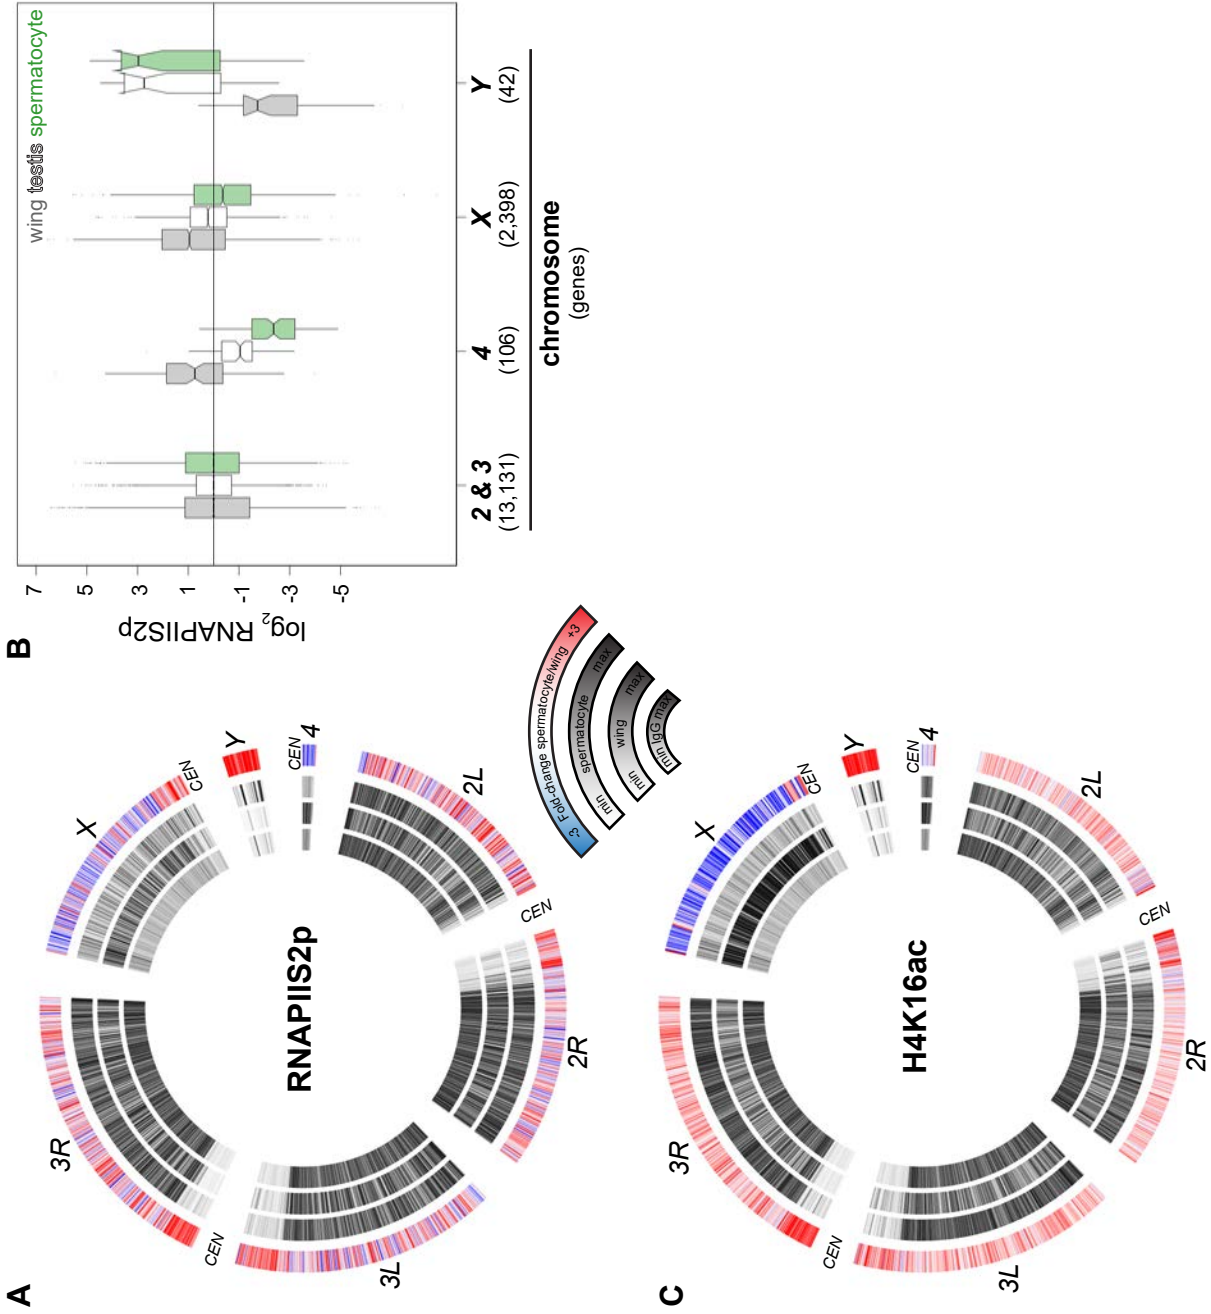 A
X
CEN
Y
CEN
4
2L
CEN
2R
3L
CEN
3R
RNAPIIS2p
B
log₂ RNAPIIS2p
7
5
3
1
-1
-3
-5
wing testis spermatocyte
2 & 3
4
X
Y
(13,131)
(106)
(2,398)
(42)
chromosome
(genes)
-3 Fold-change spermatocyte/wing +3
min spermatocyte max
min wing max
min IgG max
C
X
CEN
Y
CEN
4
2L
CEN
2R
3L
CEN
3R
H4K16ac